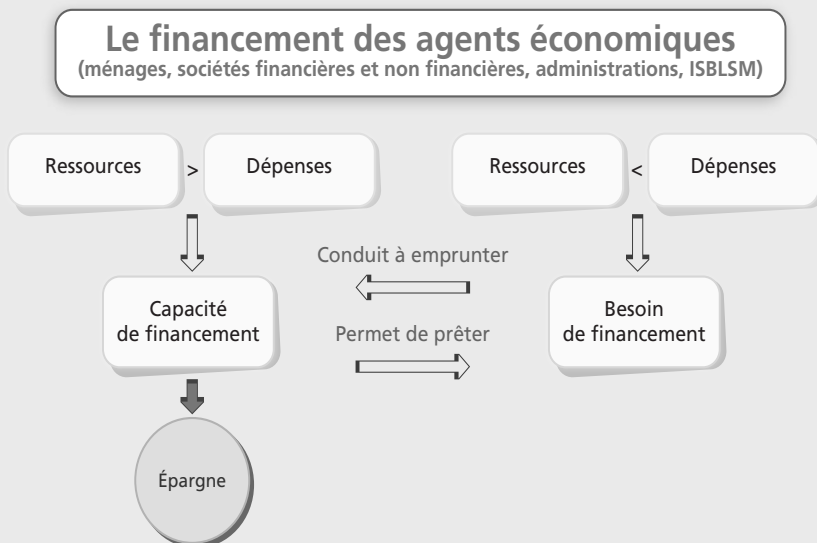 Le financement des agents économiques
(ménages, sociétés financières et non financières, administrations, ISBLSM)
Ressources > Dépenses
Ressources < Dépenses
Conduit à emprunter
Capacité
de financement
Besoin
de financement
Permet de prêter
Épargne